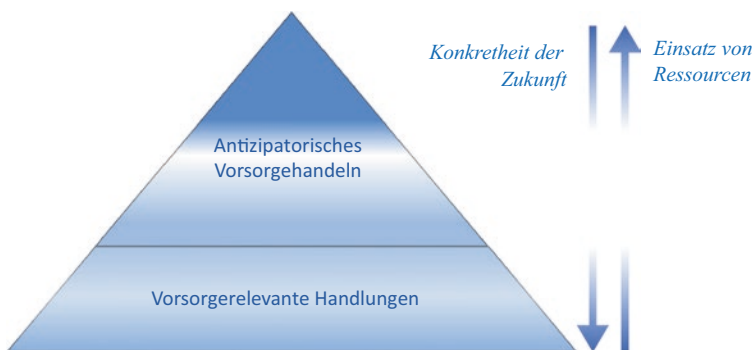 Konkretheit der
Zukunft
Einsatz von
Ressourcen
Antizipatorisches
Vorsorgehandeln
Vorsorgerelevante Handlungen